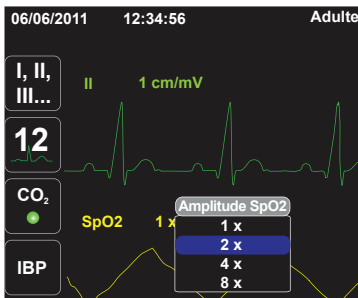 06/06/2011 12:34:56 Adulte
I, II,
III...
II 1 cm/mV
12
CO2
SpO2 1 x
Amplitude SpO2
1 x
2 x
4 x
8 x
IBP